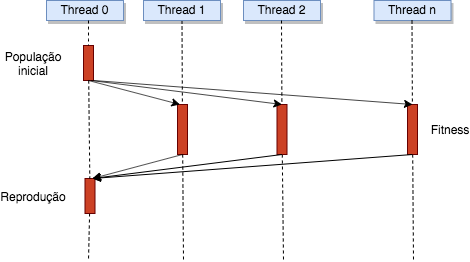 Thread 0
Thread 1
Thread 2
Thread n
População
inicial
Fitness
Reprodução